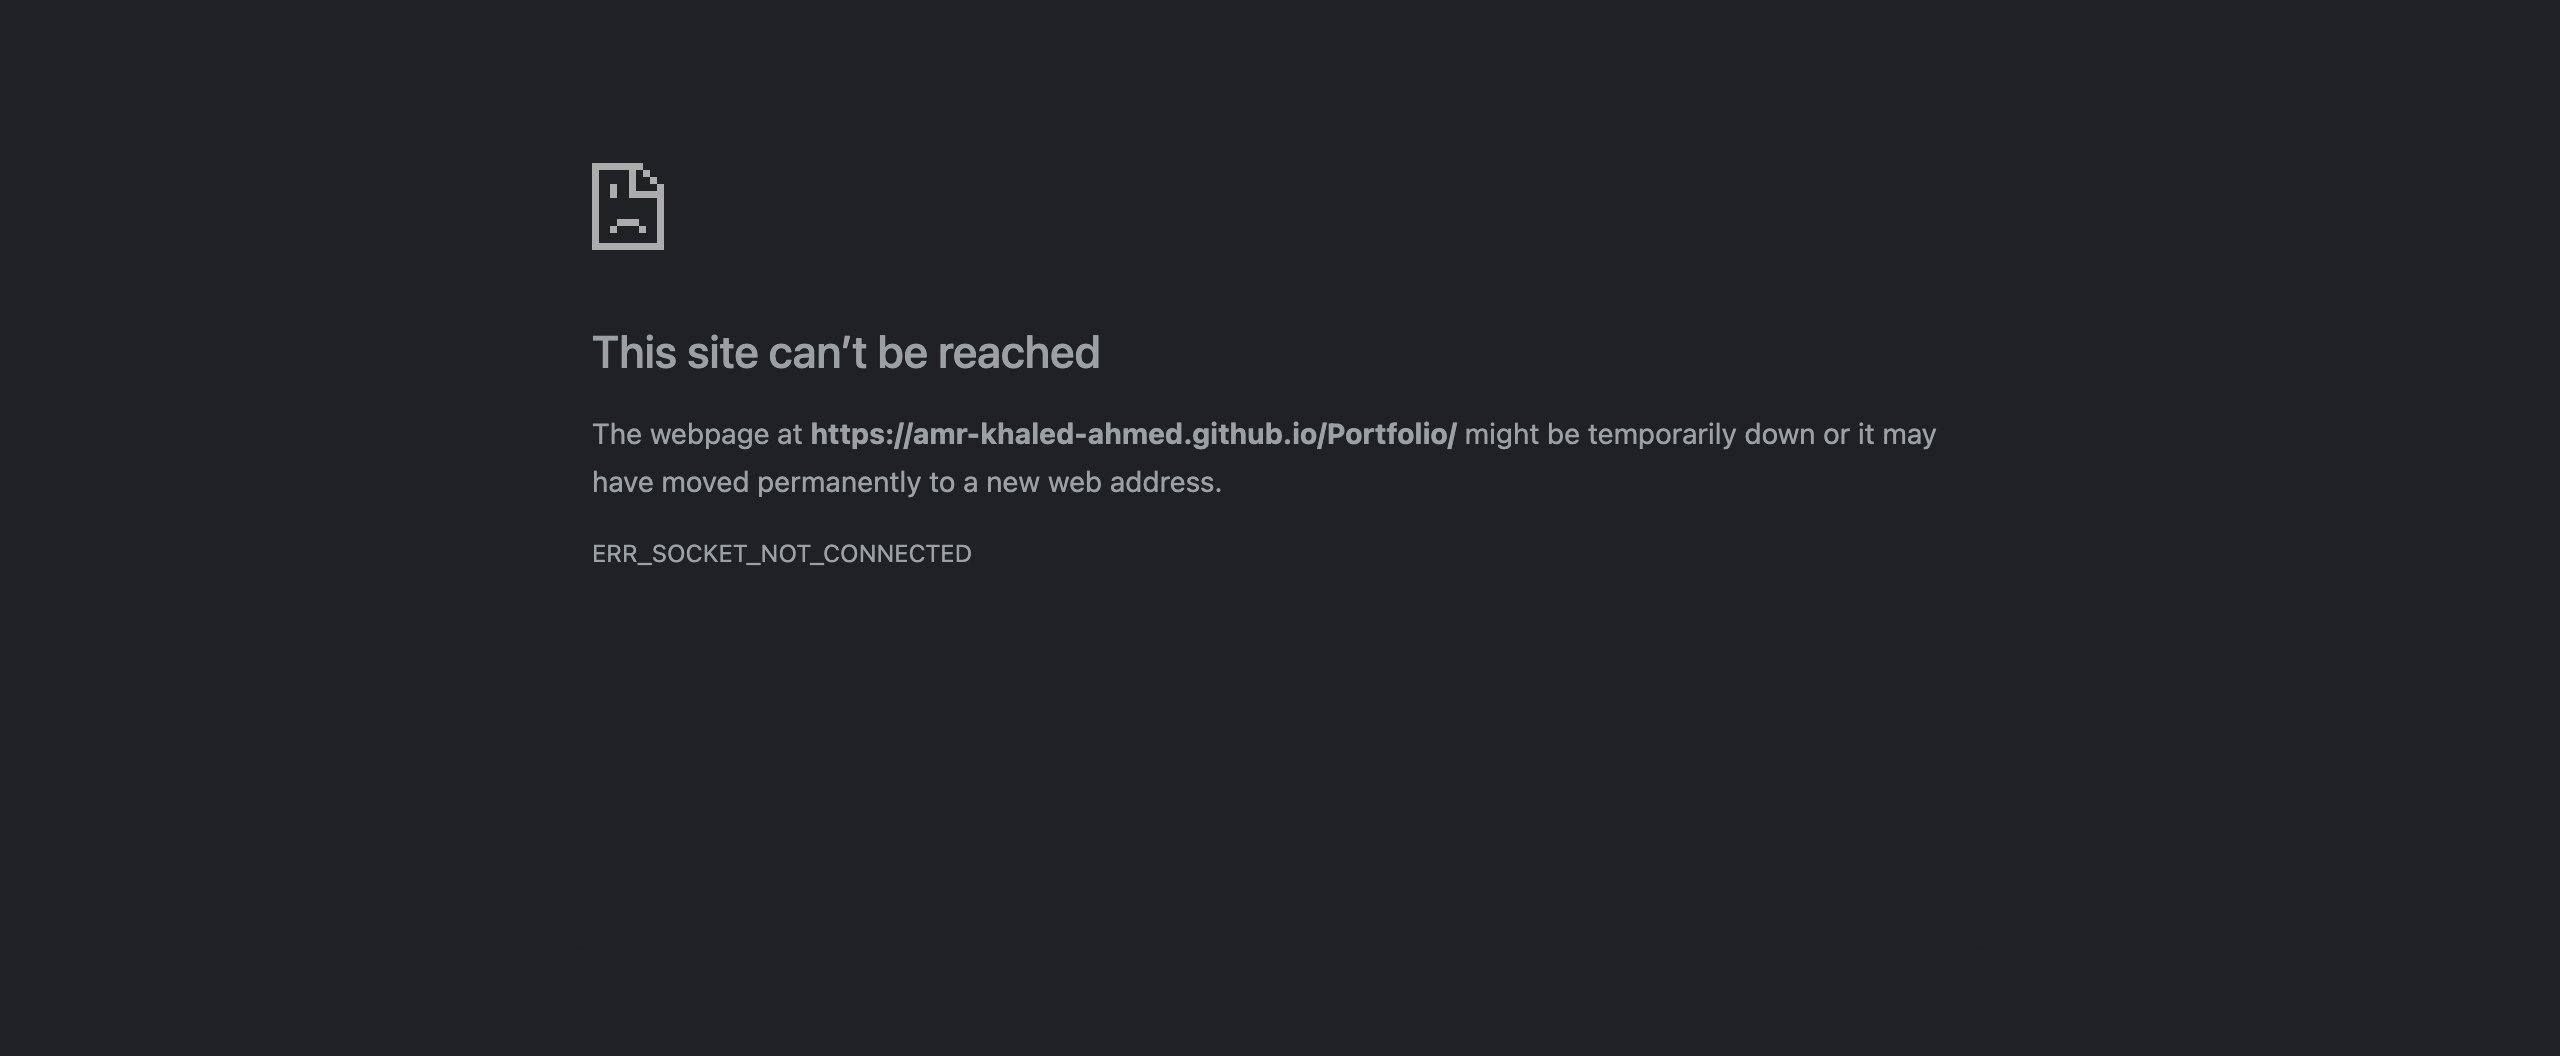 This site can’t be reached
The webpage at https://amr-khaled-ahmed.github.io/Portfolio/ might be temporarily down or it may
have moved permanently to a new web address.
ERR_SOCKET_NOT_CONNECTED